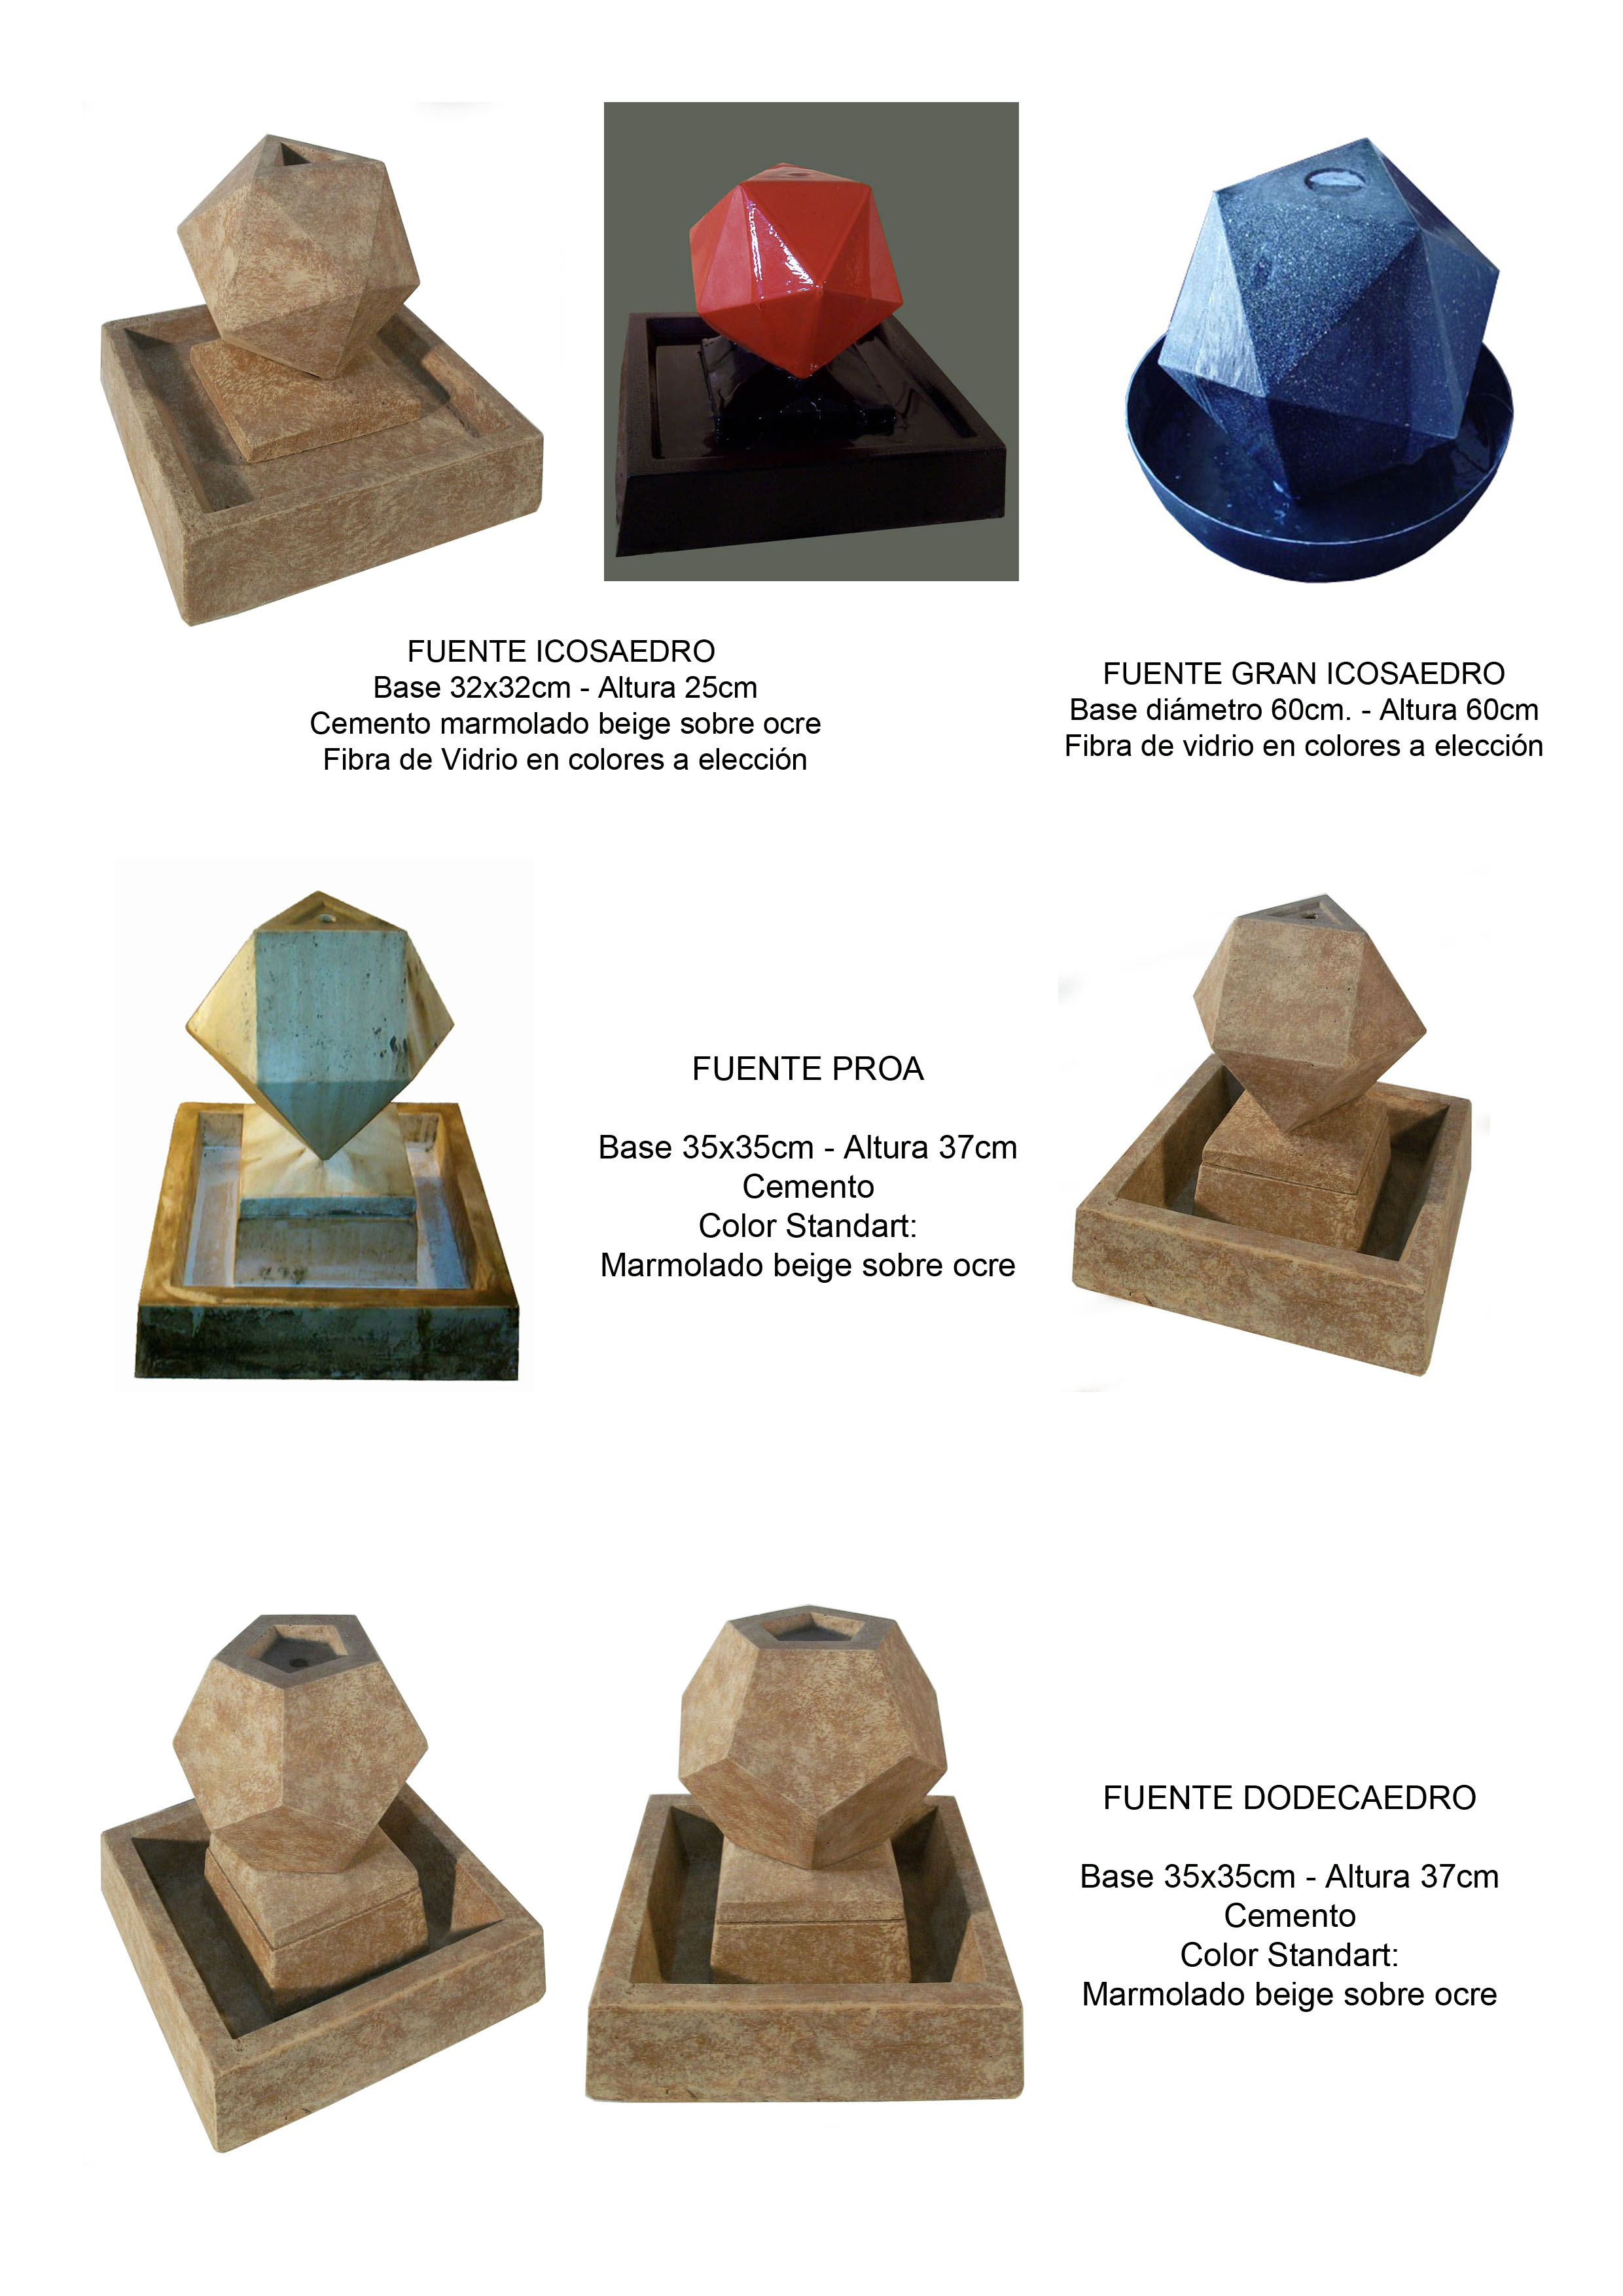 FUENTE ICOSAEDRO
Base 32x32cm - Altura 25cm
Cemento marmolado beige sobre ocre
Fibra de Vidrio en colores a elección
FUENTE GRAN ICOSAEDRO
Base diámetro 60cm. - Altura 60cm
Fibra de vidrio en colores a elección
FUENTE PROA
Base 35x35cm - Altura 37cm
Cemento
Color Standart:
Marmolado beige sobre ocre
FUENTE DODECAEDRO
Base 35x35cm - Altura 37cm
Cemento
Color Standart:
Marmolado beige sobre ocre